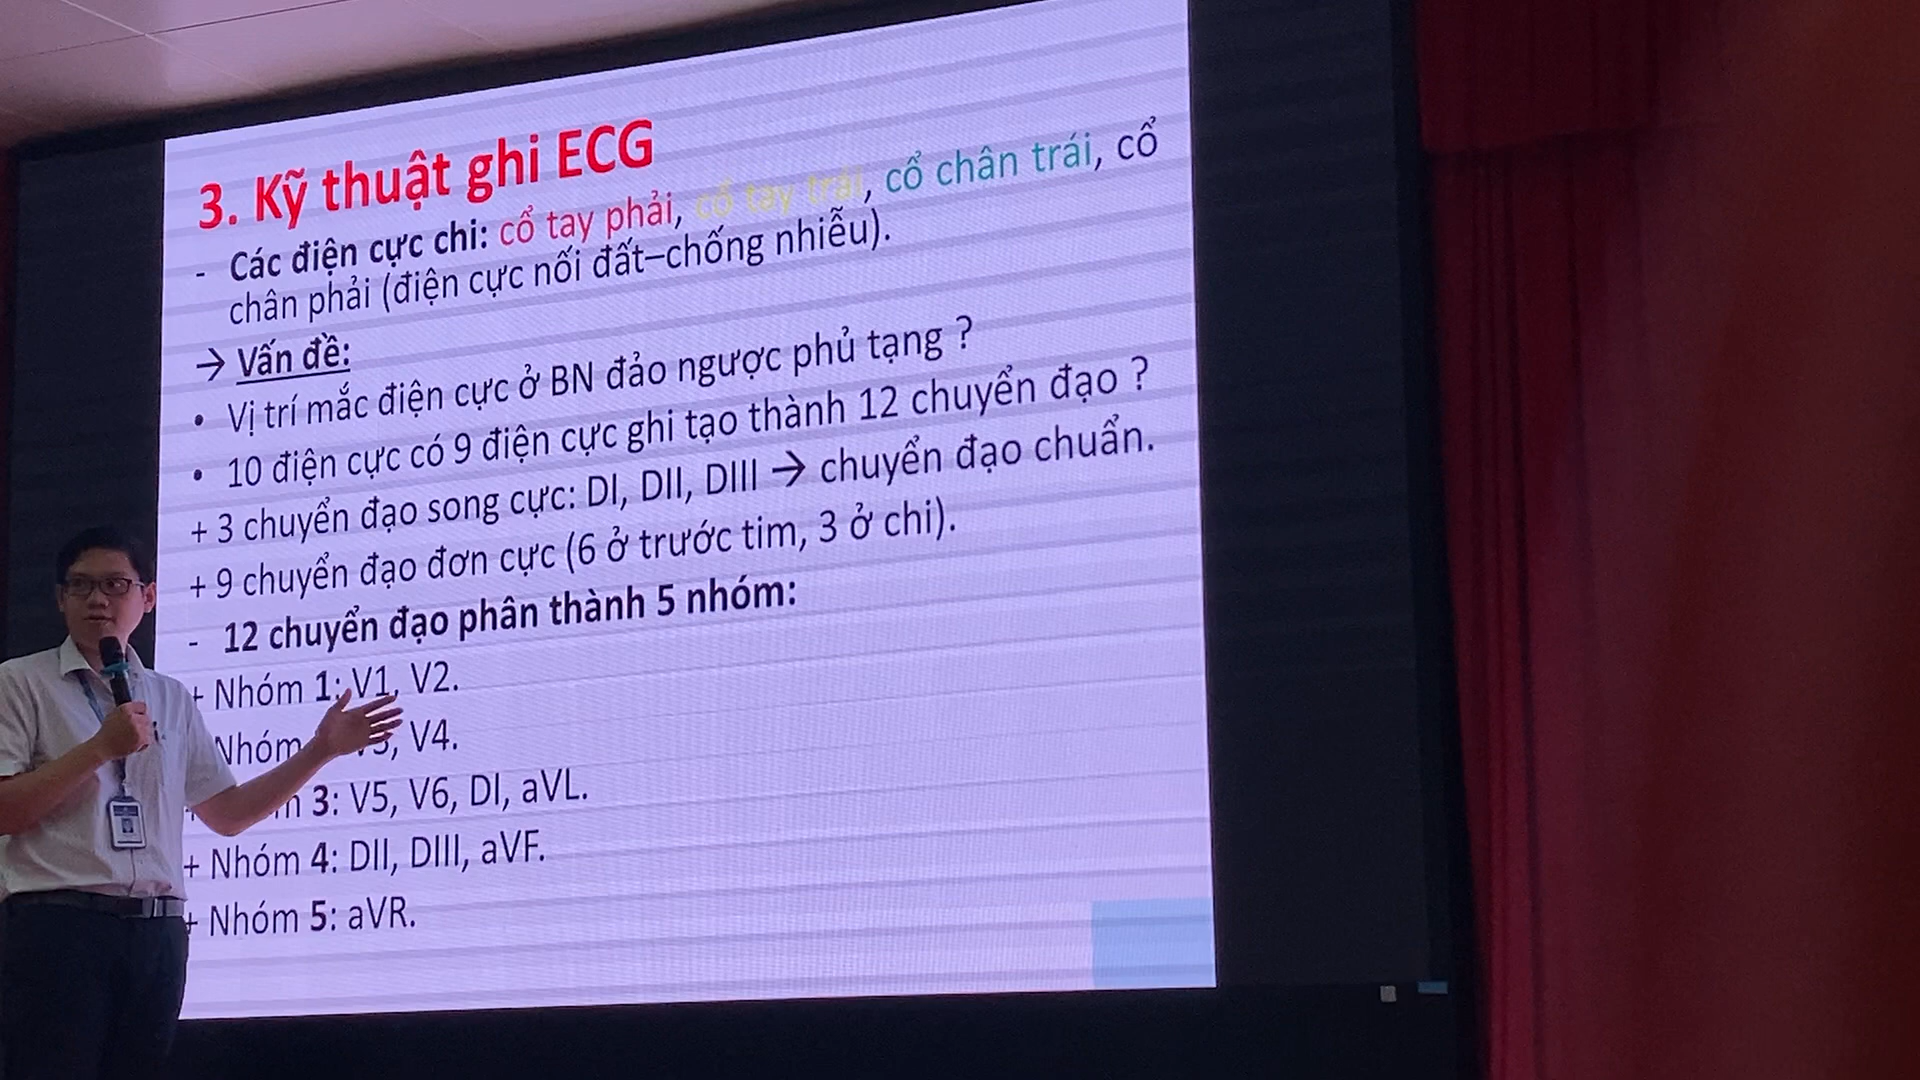 3. Kỹ thuật ghi ECG
- Các điện cực chi: cổ tay phải, cổ tay trái, cổ chân trái, cổ
chân phải (điện cực nối đất–chống nhiễu).
→ Vấn đề:
• Vị trí mắc điện cực ở BN đảo ngược phủ tạng ?
• 10 điện cực có 9 điện cực ghi tạo thành 12 chuyển đạo ?
+ 3 chuyển đạo song cực: DI, DII, DIII → chuyển đạo chuẩn.
+ 9 chuyển đạo đơn cực (6 ở trước tim, 3 ở chi).
- 12 chuyển đạo phân thành 5 nhóm:
+ Nhóm 1: V1, V2.
Nhóm V3, V4.
3: V5, V6, DI, aVL.
+ Nhóm 4: DII, DIII, aVF.
+ Nhóm 5: aVR.